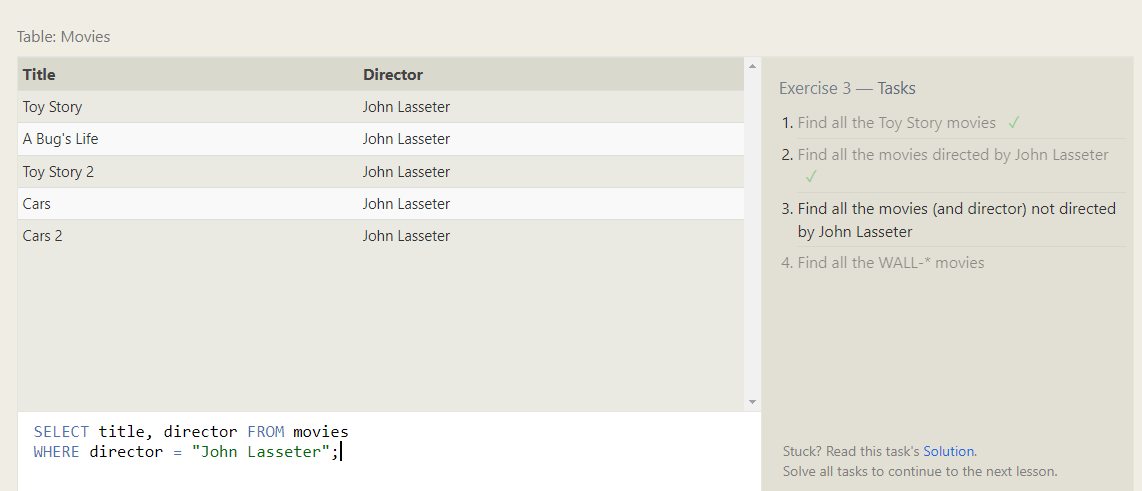 Table: Movies
Title Director
Toy Story John Lasseter
A Bug's Life John Lasseter
Toy Story 2 John Lasseter
Cars John Lasseter
Cars 2 John Lasseter
SELECT title, director FROM movies
WHERE director = "John Lasseter";
Exercise 3 — Tasks
1. Find all the Toy Story movies ✓
2. Find all the movies directed by John Lasseter
✓
3. Find all the movies (and director) not directed
by John Lasseter
4. Find all the WALL-* movies
Stuck? Read this task's Solution.
Solve all tasks to continue to the next lesson.